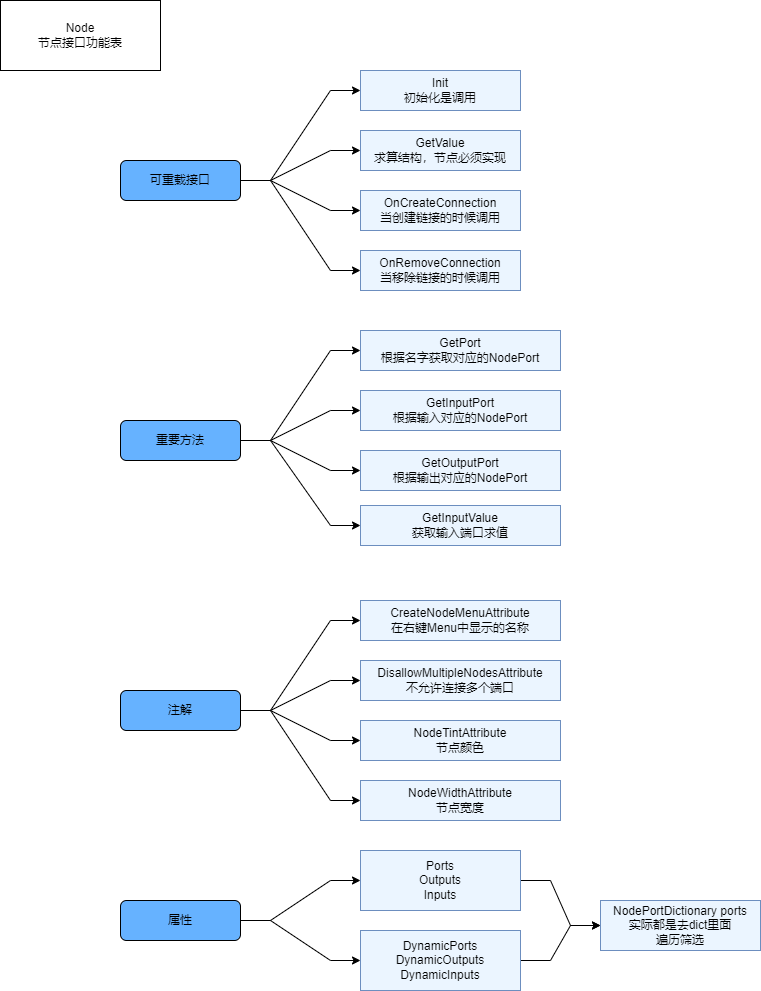 Node
节点接口功能表
Init
初始化是调用
GetValue
求算结构，节点必须实现
可重载接口
OnCreateConnection
当创建链接的时候调用
OnRemoveConnection
当移除链接的时候调用
GetPort
根据名字获取对应的NodePort
GetInputPort
根据输入对应的NodePort
重要方法
GetOutputPort
根据输出对应的NodePort
GetInputValue
获取输入端口求值
CreateNodeMenuAttribute
在右键Menu中显示的名称
DisallowMultipleNodesAttribute
不允许连接多个端口
注解
NodeTintAttribute
节点颜色
NodeWidthAttribute
节点宽度
Ports
Outputs
Inputs
属性
DynamicPorts
DynamicOutputs
DynamicInputs
NodePortDictionary ports
实际都是去dict里面
遍历筛选